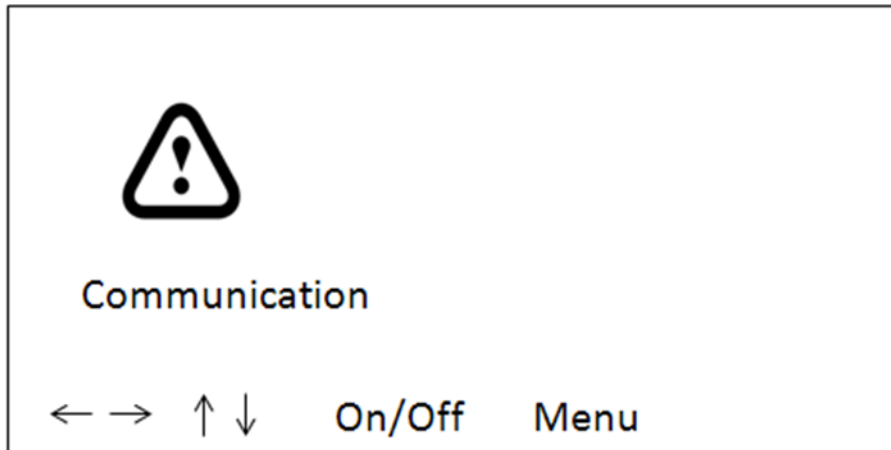 Communication
← → ↑ ↓ On/Off Menu